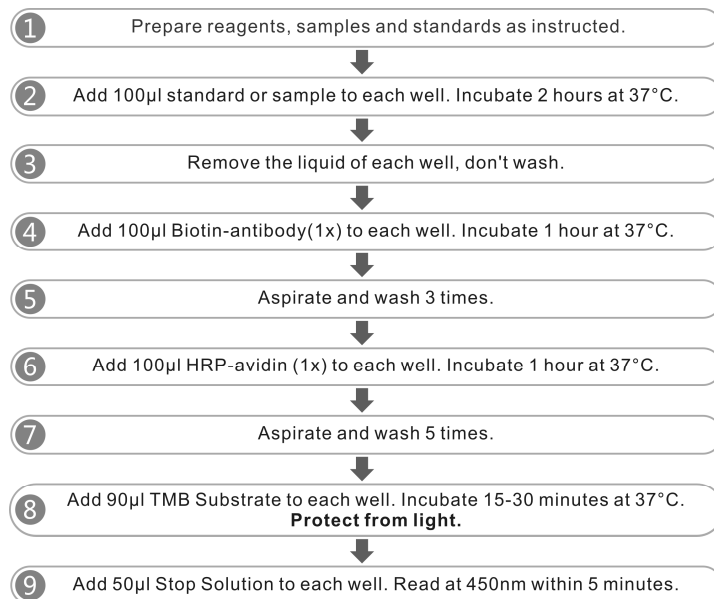 1 Prepare reagents, samples and standards as instructed.
2 Add 100μl standard or sample to each well. Incubate 2 hours at 37°C.
3 Remove the liquid of each well, don't wash.
4 Add 100μl Biotin-antibody(1x) to each well. Incubate 1 hour at 37°C.
5 Aspirate and wash 3 times.
6 Add 100μl HRP-avidin (1x) to each well. Incubate 1 hour at 37°C.
7 Aspirate and wash 5 times.
8 Add 90μl TMB Substrate to each well. Incubate 15-30 minutes at 37°C.
Protect from light.
9 Add 50μl Stop Solution to each well. Read at 450nm within 5 minutes.